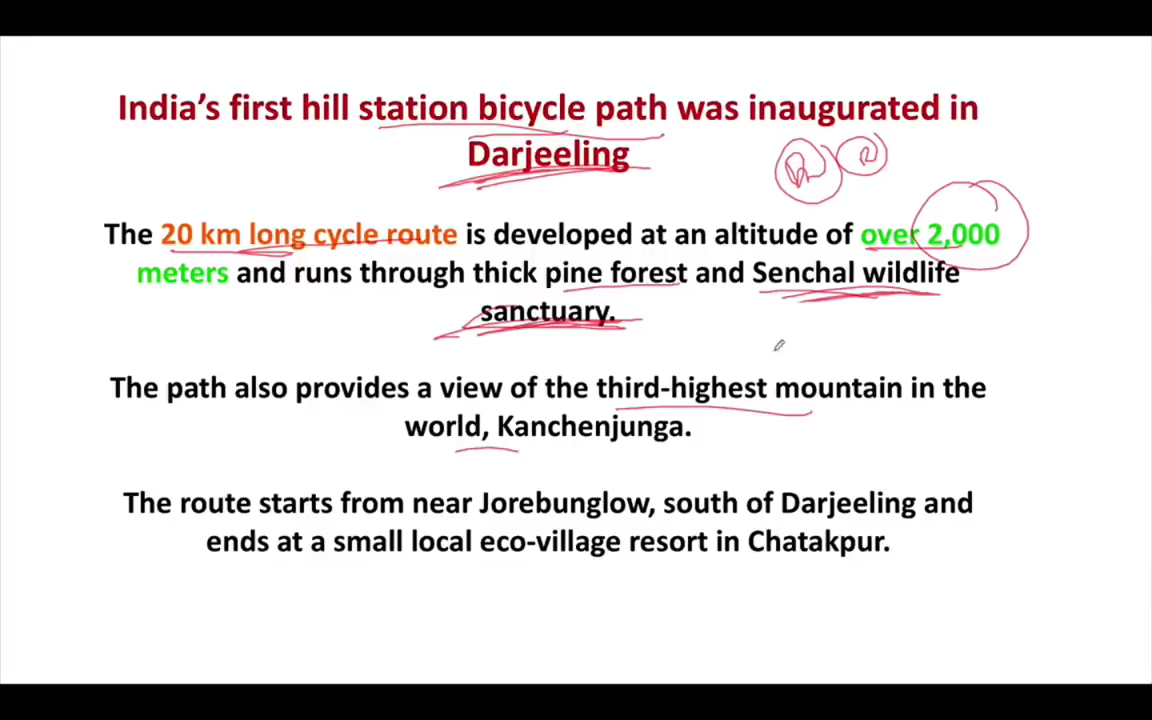 India’s first hill station bicycle path was inaugurated in
Darjeeling
The 20 km long cycle route is developed at an altitude of over 2,000
meters and runs through thick pine forest and Senchal wildlife
sanctuary.
The path also provides a view of the third-highest mountain in the
world, Kanchenjunga.
The route starts from near Jorebunglow, south of Darjeeling and
ends at a small local eco-village resort in Chatakpur.